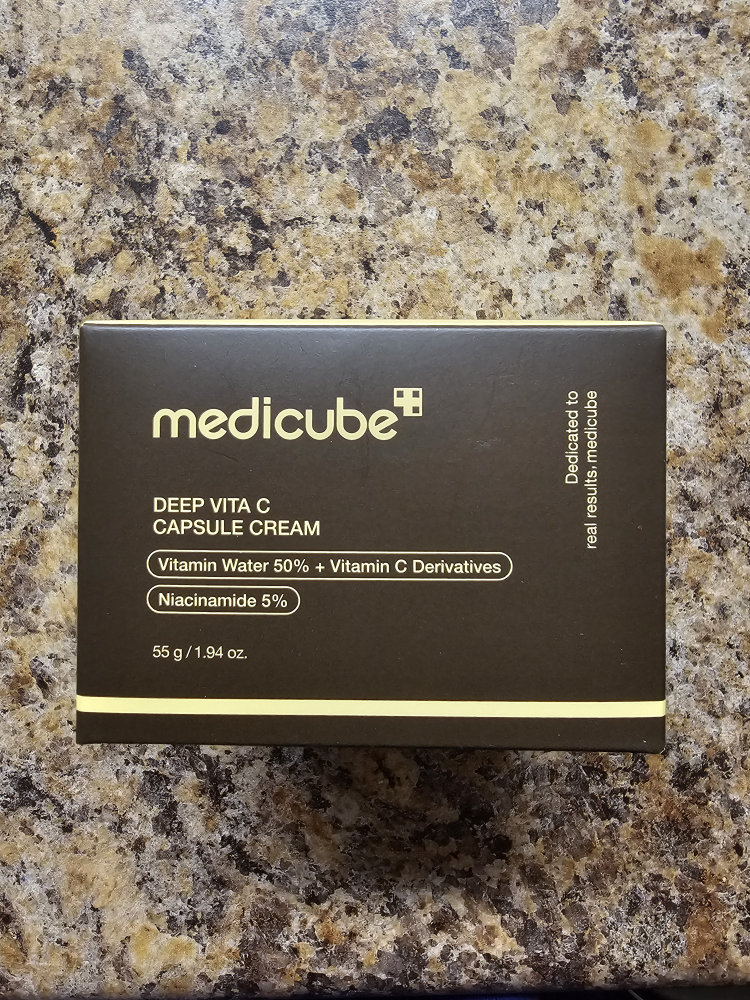 medicube
DEEP VITA C
CAPSULE CREAM
Vitamin Water 50% + Vitamin C Derivatives
Niacinamide 5%
55 g / 1.94 oz.
Dedicated to
real results, medicube